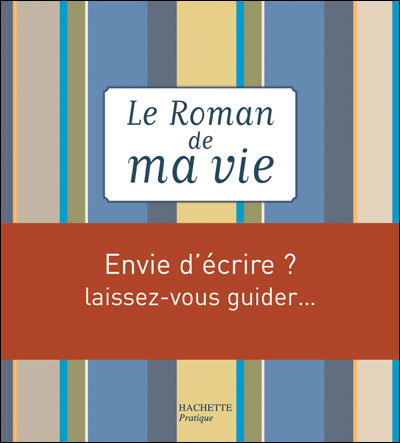 Le Roman
de
ma vie
Envie d'écrire ?
laissez-vous guider...
HACHETTE
Pratique